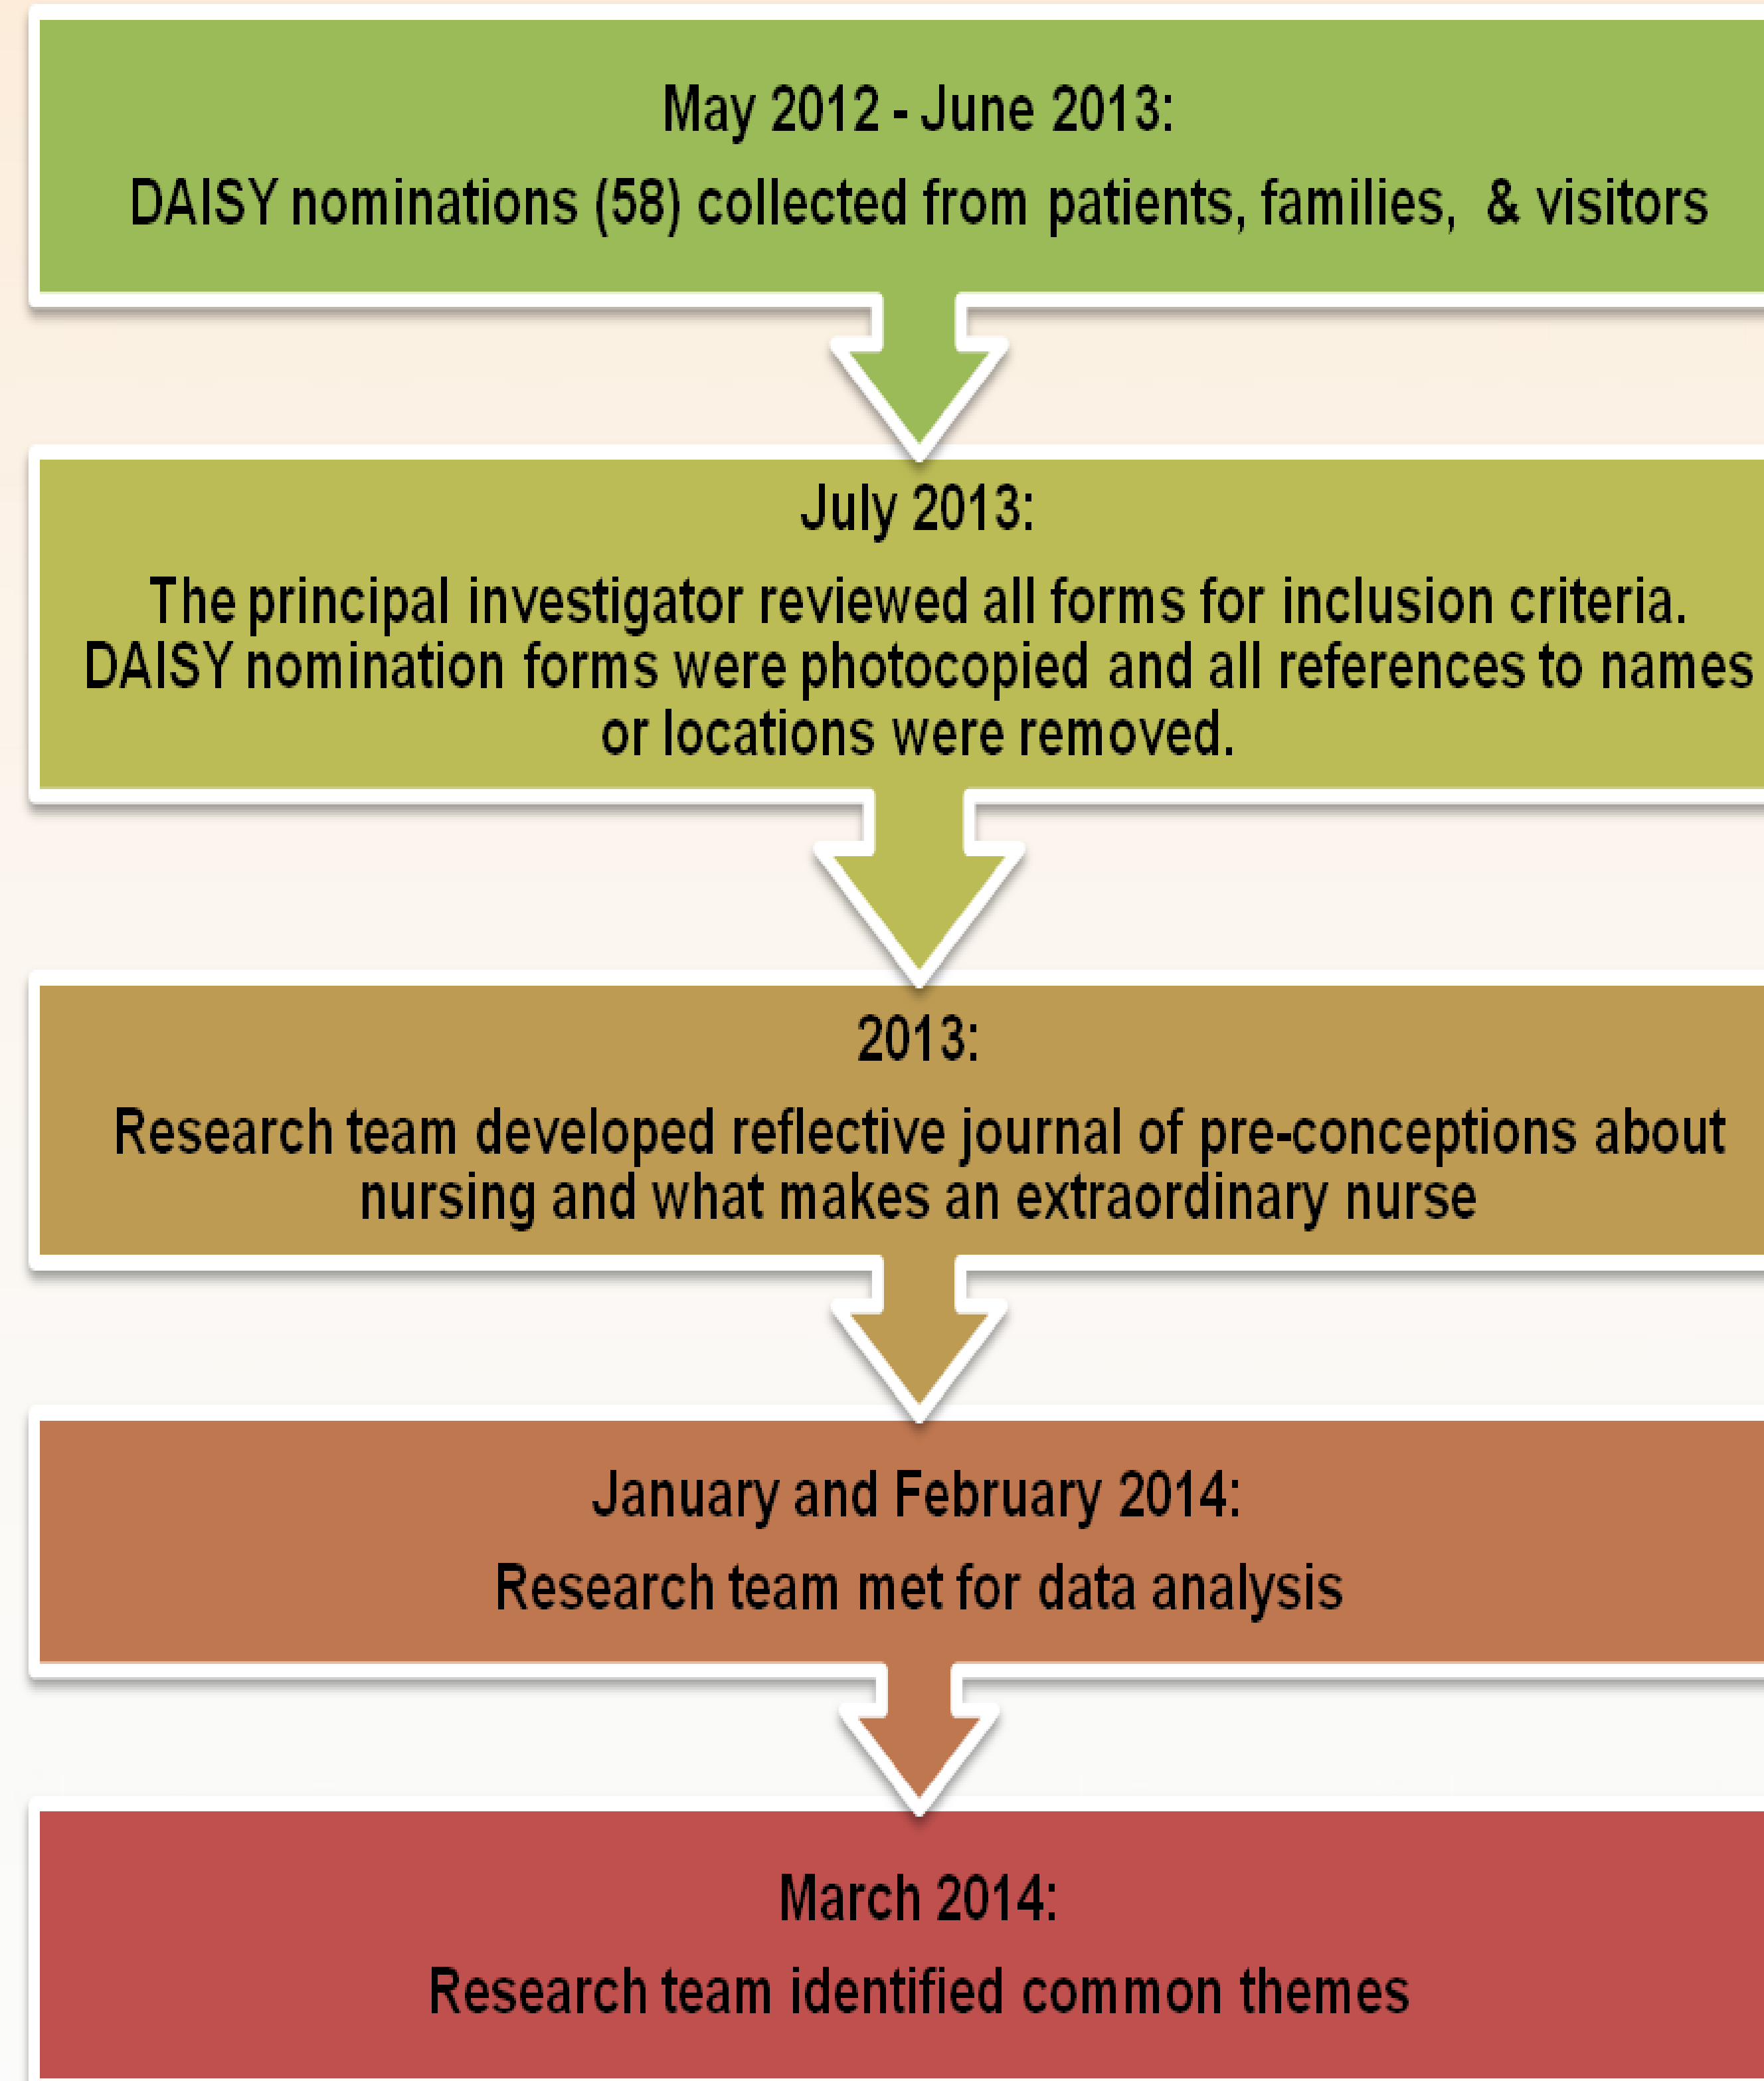 May 2012 - June 2013:
DAISY nominations (58) collected from patients, families, & visitors
July 2013:
The principal investigator reviewed all forms for inclusion criteria.
DAISY nomination forms were photocopied and all references to names
or locations were removed.
2013:
Research team developed reflective journal of pre-conceptions about
nursing and what makes an extraordinary nurse
January and February 2014:
Research team met for data analysis
March 2014:
Research team identified common themes